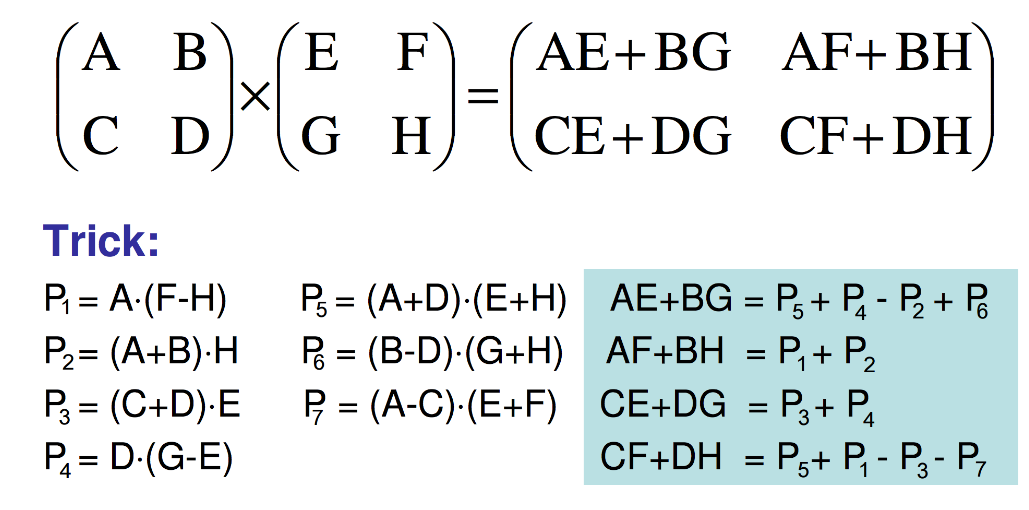 (A B
C D) × (E F
G H) = (AE+BG AF+BH
CE+DG CF+DH)
Trick:
P₁ = A·(F-H)
P₂= (A+B)·H
P₃ = (C+D)·E
P₄ = D·(G-E)
P₅ = (A+D)·(E+H)
P₆ = (B-D)·(G+H)
P₇ = (A-C)·(E+F)
AE+BG = P₅ + P₄ - P₂ + P₆
AF+BH = P₁ + P₂
CE+DG = P₃ + P₄
CF+DH = P₅+ P₁ - P₃ - P₇